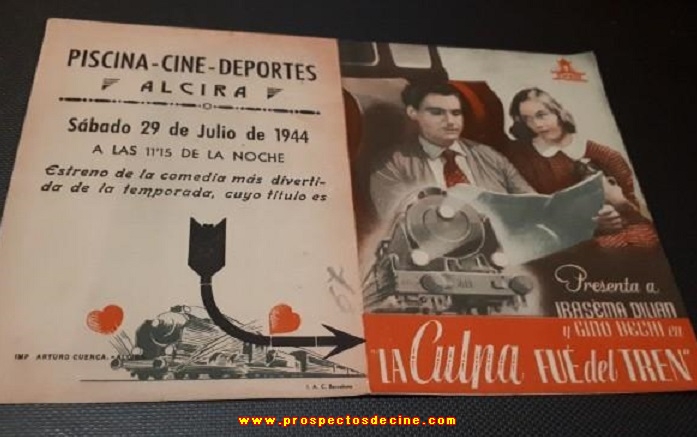 PISCINA-CINE-DEPORTES
ALCIRA
Sábado 29 de Julio de 1944
A LAS 11'15 DE LA NOCHE
Estreno de la comedia más diverti-
da de la temporada, cuyo título es
IMP. ARTURO CUENCA.-ALCIRA
I. A. C. Barcelona
Presenta a
IRASEMA DILIAN
y GINO BECHI en
"LA Culpa FUÉ del TREN"
www.prospectosdecine.com